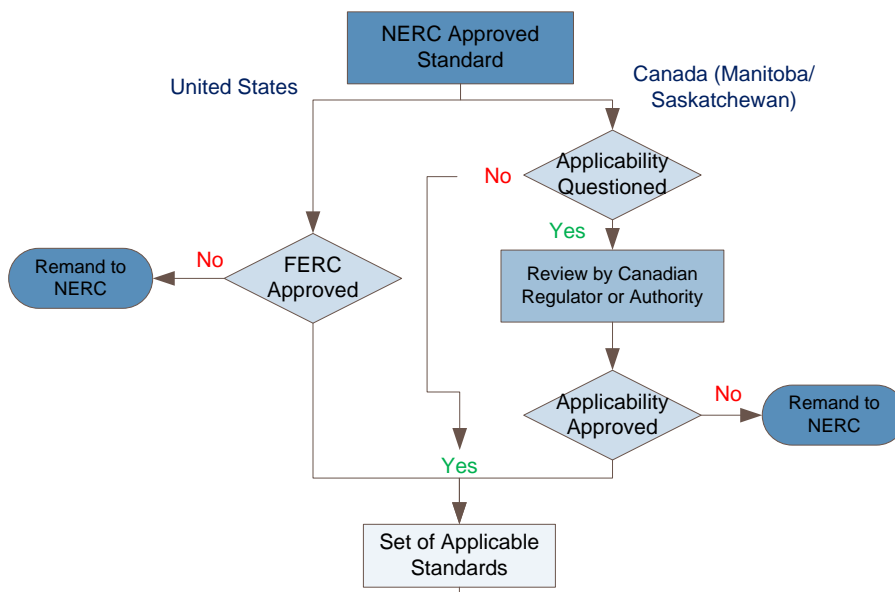 NERC Approved
Standard
United States
Canada (Manitoba/
Saskatchewan)
Applicability
Questioned
No
Yes
No
FERC
Approved
Remand to
NERC
Review by Canadian
Regulator or Authority
Applicability
Approved
No
Remand to
NERC
Yes
Set of Applicable
Standards